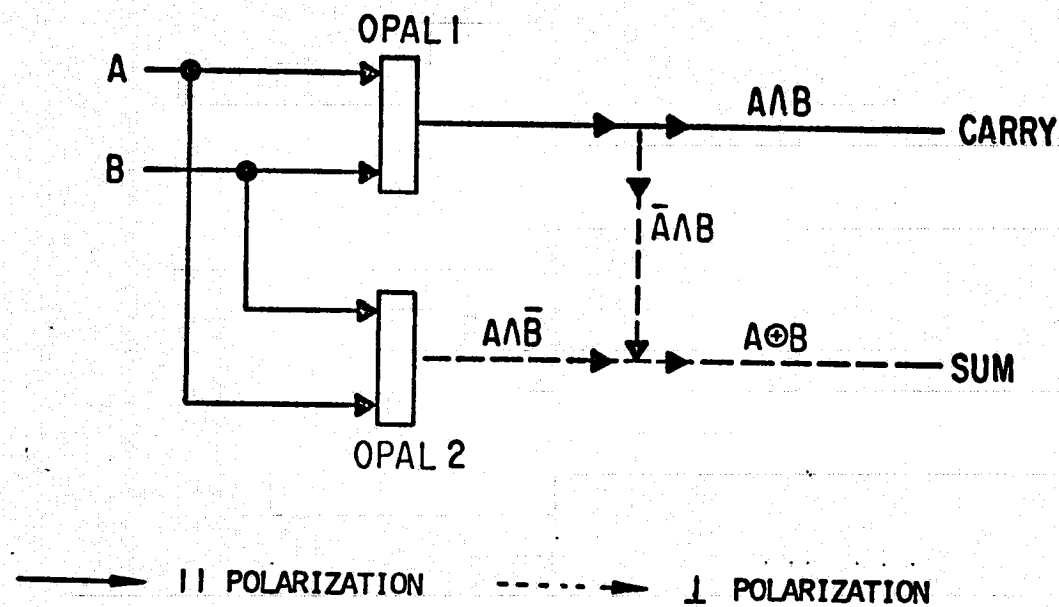 OPAL 1
A
A∧B
CARRY
B
Ā∧B
A∧B̄
A⊕B
SUM
OPAL 2
|| POLARIZATION
⊥ POLARIZATION